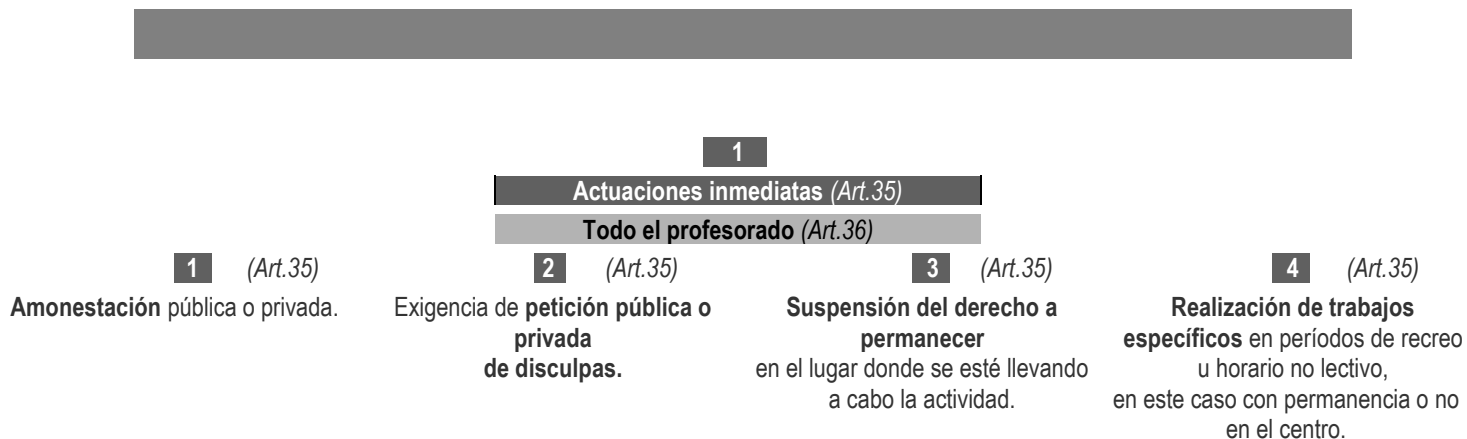 1
Actuaciones inmediatas (Art.35)
Todo el profesorado (Art.36)
1 (Art.35)
Amonestación pública o privada.
2 (Art.35)
Exigencia de petición pública o
privada
de disculpas.
3 (Art.35)
Suspensión del derecho a
permanecer
en el lugar donde se esté llevando
a cabo la actividad.
4 (Art.35)
Realización de trabajos
específicos en períodos de recreo
u horario no lectivo,
en este caso con permanencia o no
en el centro.